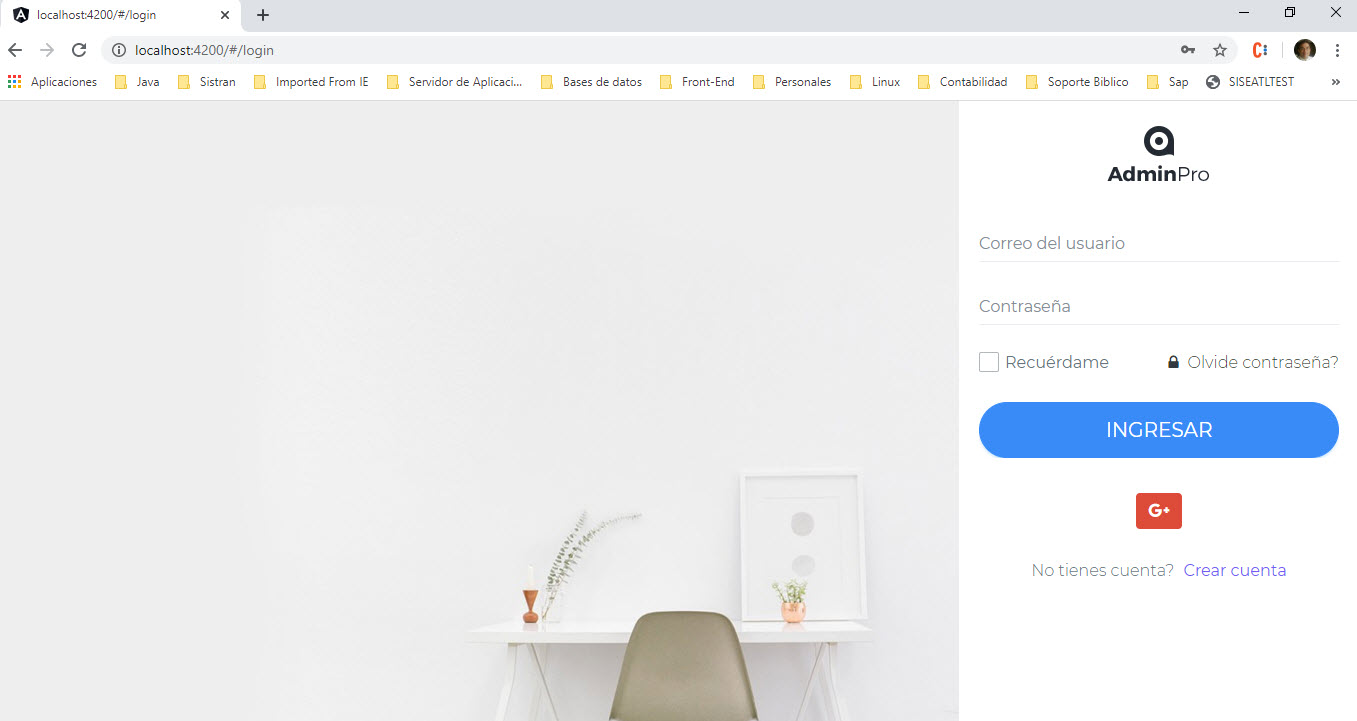 localhost:4200/#/login
localhost:4200/#/login
Aplicaciones Java Sistran Imported From IE Servidor de Aplicaci... Bases de datos Front-End Personales Linux Contabilidad Soporte Biblico Sap SISEATLTEST »
AdminPro
Correo del usuario
Contraseña
Recuérdame Olvide contraseña?
INGRESAR
G+
No tienes cuenta? Crear cuenta